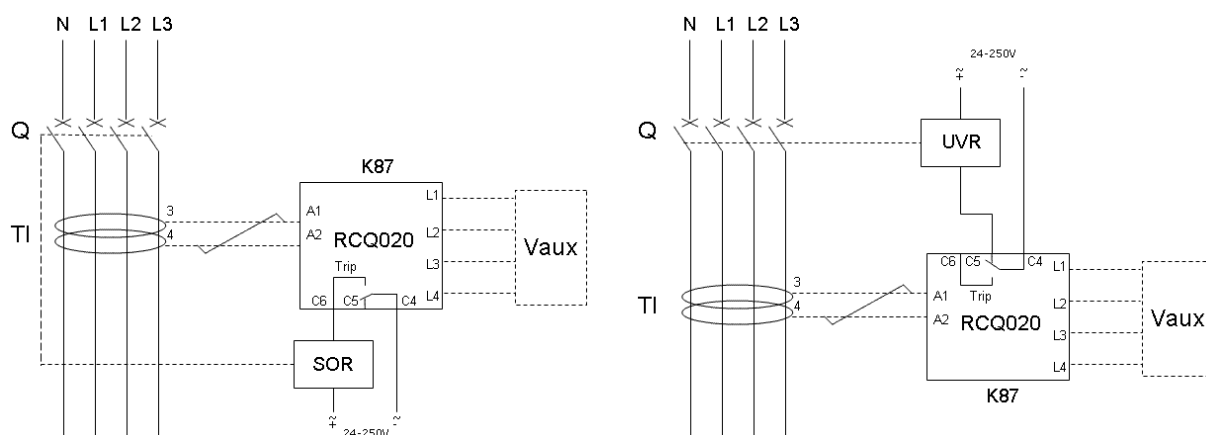 N L1 L2 L3
Q
TI
3
4
K87
A1
A2
RCQ020
Trip
C6 C5 C4
L1
L2
L3
L4
Vaux
SOR
~ ~
+ -
24-250V
N L1 L2 L3
24-250V
~ ~
+ -
Q
UVR
TI
3
4
C6 C5 C4
Trip
A1
A2
RCQ020
L1
L2
L3
L4
Vaux
K87